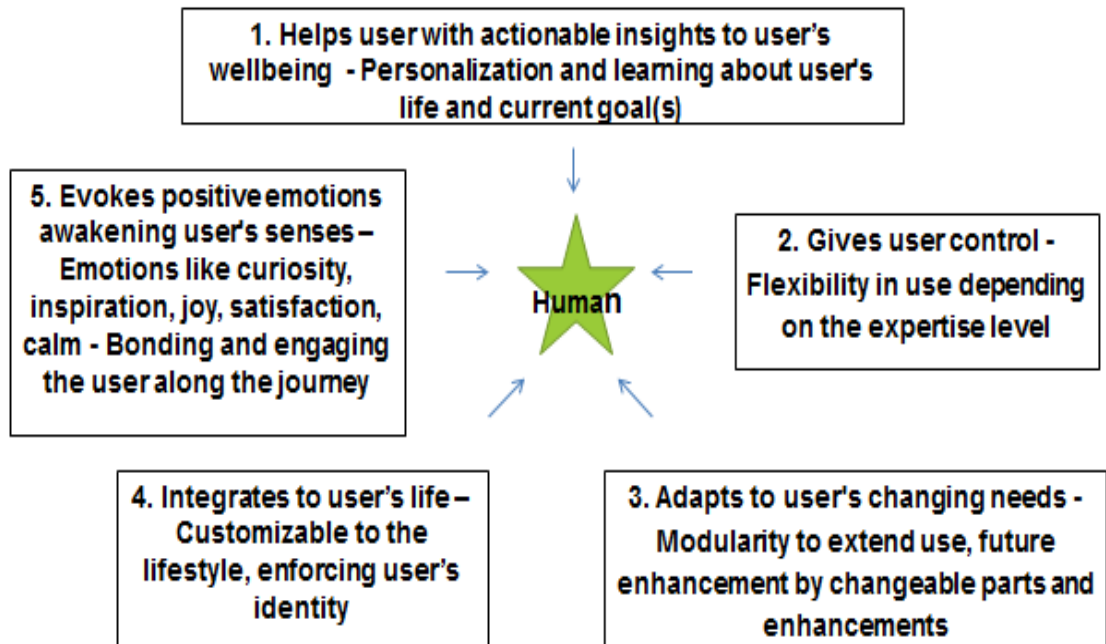 1. Helps user with actionable insights to user’s
wellbeing - Personalization and learning about user's
life and current goal(s)
5. Evokes positive emotions
awakening user's senses –
Emotions like curiosity,
inspiration, joy, satisfaction,
calm - Bonding and engaging
the user along the journey
Human
2. Gives user control -
Flexibility in use depending
on the expertise level
4. Integrates to user’s life –
Customizable to the
lifestyle, enforcing user’s
identity
3. Adapts to user's changing needs -
Modularity to extend use, future
enhancement by changeable parts and
enhancements